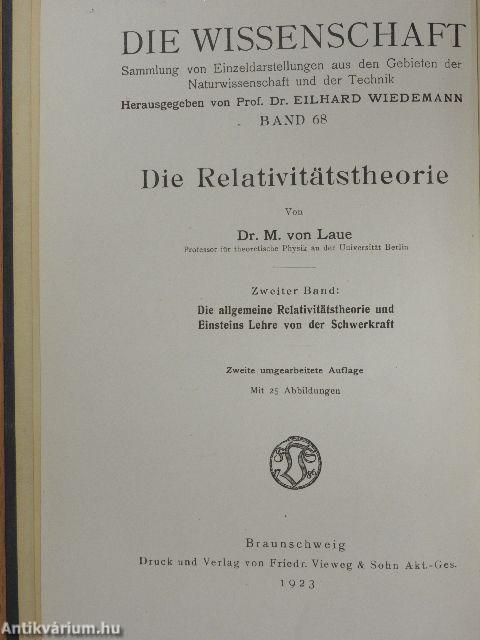 DIE WISSENSCHAFT
Sammlung von Einzeldarstellungen aus den Gebieten der
Naturwissenschaft und der Technik
Herausgegeben von Prof. Dr. EILHARD WIEDEMANN
BAND 68
Die Relativitätstheorie
Von
Dr. M. von Laue
Professor für theoretische Physik an der Universität Berlin
Zweiter Band:
Die allgemeine Relativitätstheorie und
Einsteins Lehre von der Schwerkraft
Zweite umgearbeitete Auflage
Mit 25 Abbildungen
17 86
Braunschweig
Druck und Verlag von Friedr. Vieweg & Sohn Akt.-Ges.
1923
Antikvárium.hu